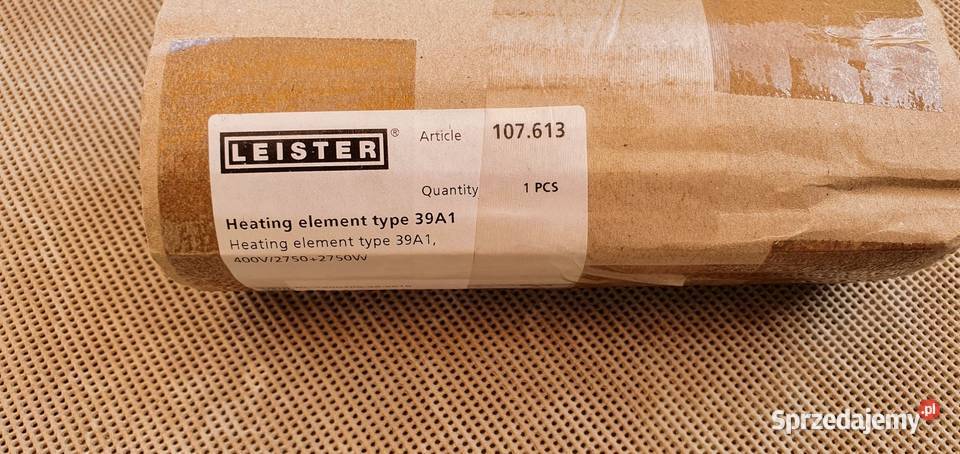 LEISTER®
Article 107.613
Quantity 1 PCS
Heating element type 39A1
Heating element type 39A1,
400V/2750+2750W
Sprzedajemy.pl